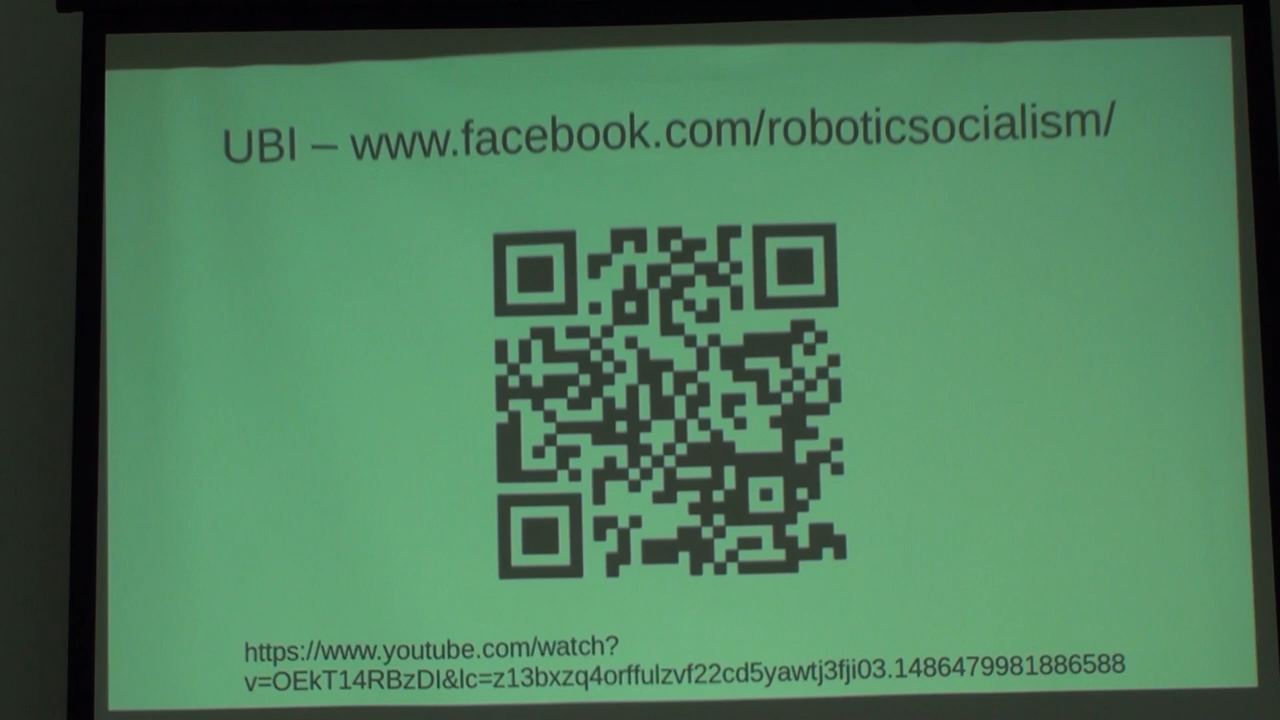 UBI – www.facebook.com/roboticsocialism/
https://www.youtube.com/watch?
v=OEkT14RBzDI&lc=z13bxzq4orffulzvf22cd5yawtj3fji03.1486479981886588